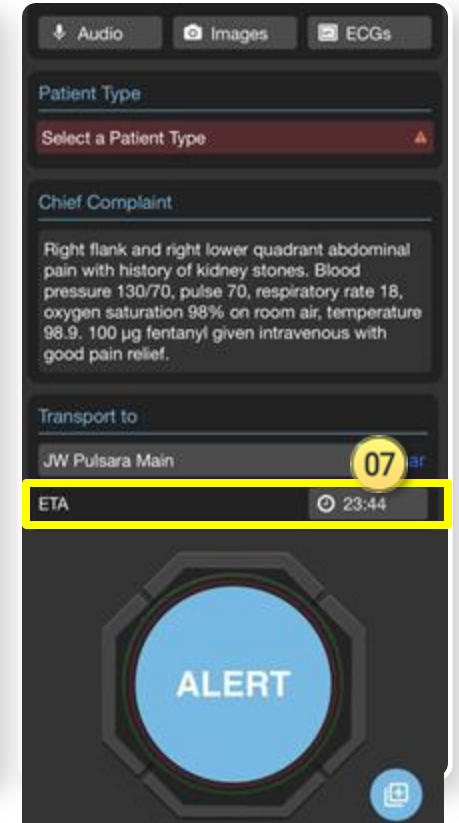 Audio Images ECGs
Patient Type
Select a Patient Type
Chief Complaint
Right flank and right lower quadrant abdominal
pain with history of kidney stones. Blood
pressure 130/70, pulse 70, respiratory rate 18,
oxygen saturation 98% on room air, temperature
98.9. 100 µg fentanyl given intravenous with
good pain relief.
Transport to
JW Pulsara Main 07
ETA 23:44
ALERT